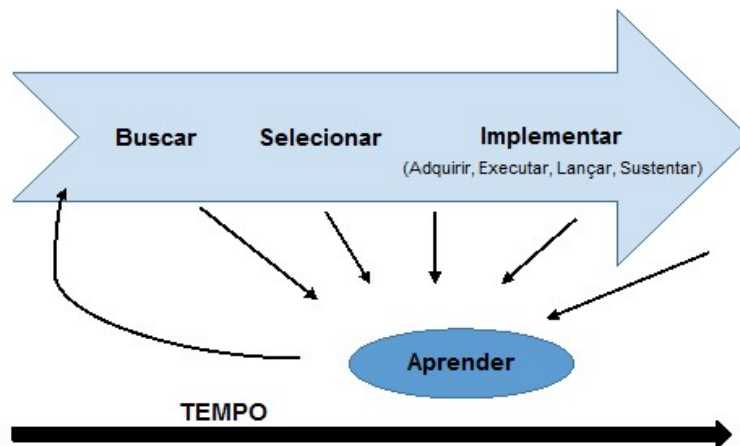 Buscar
Selecionar
Implementar
(Adquirir, Executar, Lançar, Sustentar)
Aprender
TEMPO